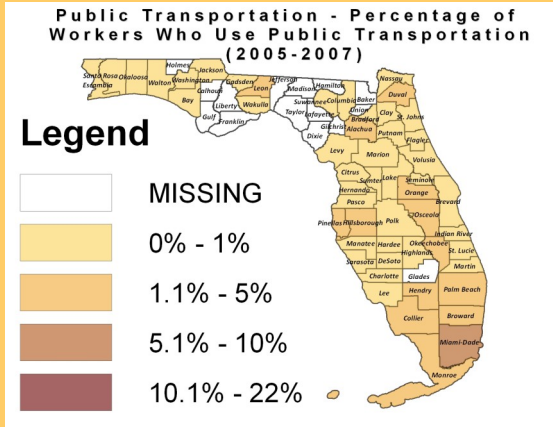 Public Transportation - Percentage of
Workers Who Use Public Transportation
(2005-2007)
Holmes
Jackson
Santa Rosa Okaloosa
Walton
Washington
Escambia
Bay
Calhoun
Gulf
Liberty
Franklin
Gadsden
Leon
Wakulla
Jefferson
Madison
Hamilton
Taylor
Suwannee
Lafayette
Columbia
Baker
Union
Bradford
Dixie
Gilchrist
Alachua
Nassau
Duval
Clay
St. Johns
Putnam
Flagler
Levy
Marion
Volusia
Citrus
Sumter
Lake
Seminole
Hernando
Orange
Brevard
Pasco
Osceola
Pinellas
Hillsborough
Polk
Indian River
Manatee
Hardee
Okeechobee
Highlands
St. Lucie
Sarasota
DeSoto
Martin
Charlotte
Glades
Lee
Hendry
Palm Beach
Collier
Broward
Miami-Dade
Monroe
Legend
MISSING
0% - 1%
1.1% - 5%
5.1% - 10%
10.1% - 22%